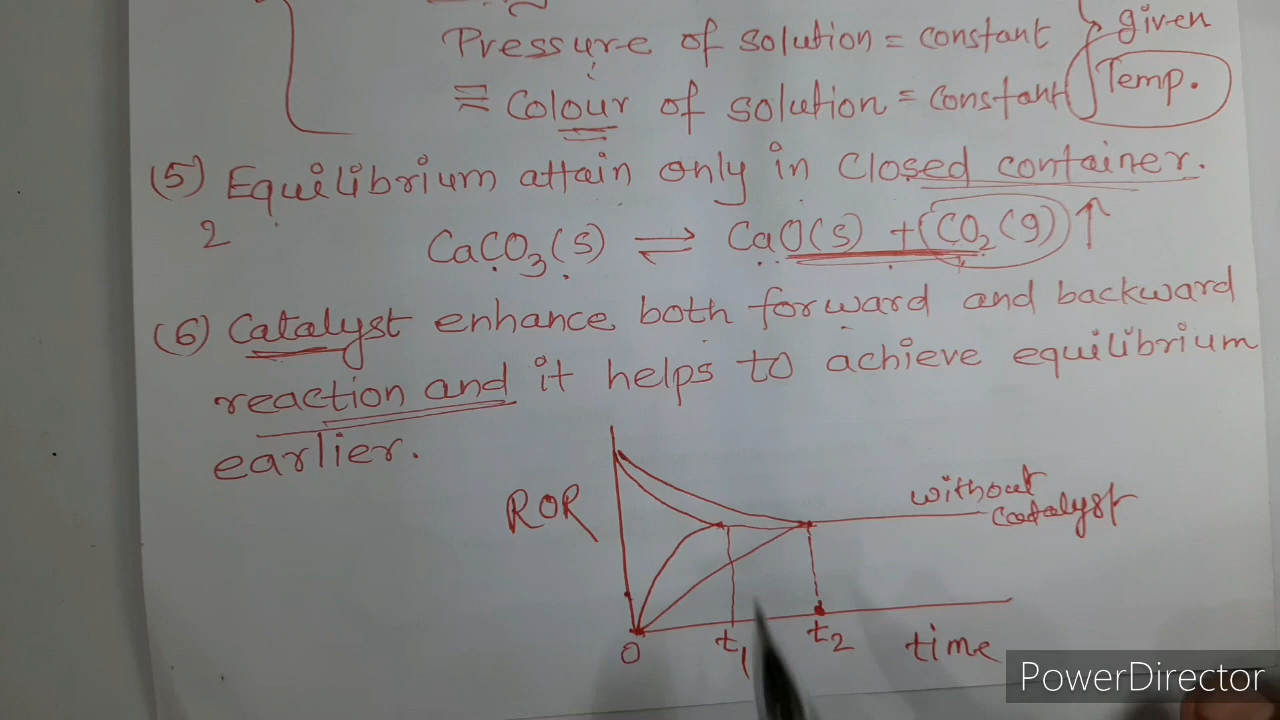 Pressure of solution = constant } given
≡ Colour of solution = constant Temp.
(5) Equilibrium attain only in Closed container.
2
CaCO₃(s) ⇌ CaO(s) + CO₂(g)↑
(6) Catalyst enhance both forward and backward
reaction and it helps to achieve equilibrium
earlier.
without
catalyst
ROR
0 t₁ t₂ time
PowerDirector